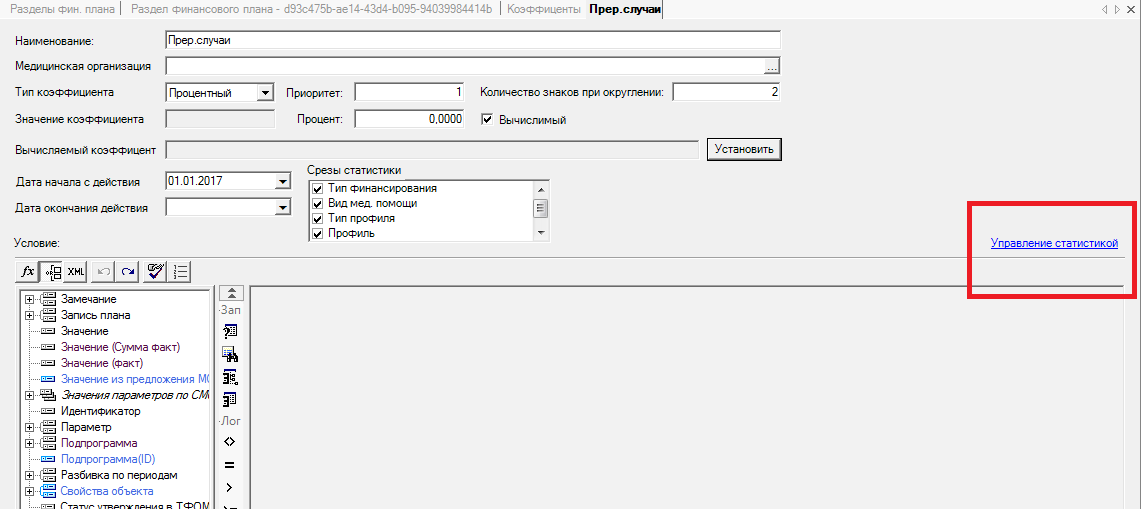 Разделы фин. плана Раздел финансового плана - d93c475b-ae14-43d4-b095-94039984414b Коэффиценты Прер.случаи
Наименование: Прер.случаи
Медицинская организация ...
Тип коэффициента Процентный Приоритет: 1 Количество знаков при округлении: 2
Значение коэффициента Процент: 0,0000 Вычислимый
Вычисляемый коэффицент Установить
Срезы статистики
Дата начала с действия 01.01.2017
Тип финансирования
Вид мед. помощи
Дата окончания действия
Тип профиля
Профиль
Условие: Управление статистикой
fx XML
Замечание
Запись плана
Значение
Значение (Сумма факт)
Значение (факт)
Значение из предложения МО
Значения параметров по СМО
Идентификатор
Параметр
Подпрограмма
Подпрограмма(ID)
Разбивка по периодам
Свойства объекта
Статус утверждения в ТФОМ
·Зап
·Лог
<>
=
>